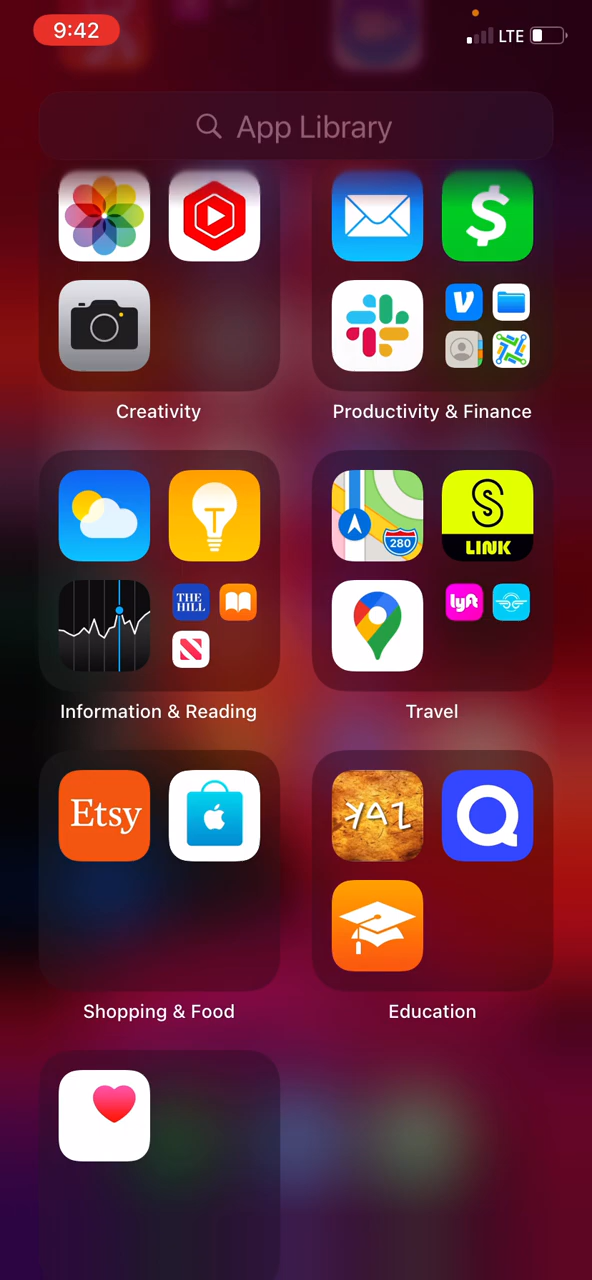 9:42
LTE
App Library
$
V
Creativity
Productivity & Finance
T
280
S
LINK
THE
HILL
lyft
Information & Reading
Travel
Etsy
Shopping & Food
Education